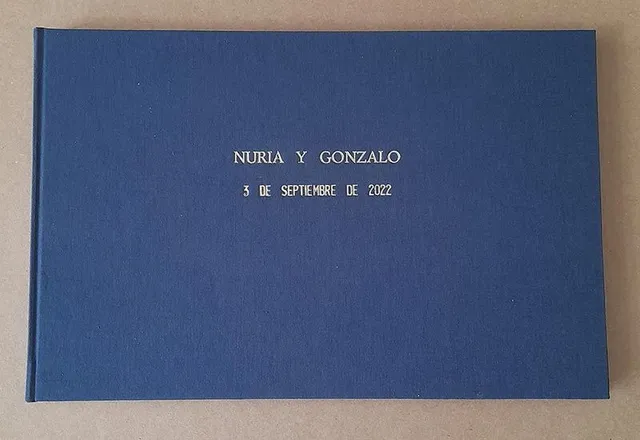 NURIA Y GONZALO
3 DE SEPTIEMBRE DE 2022